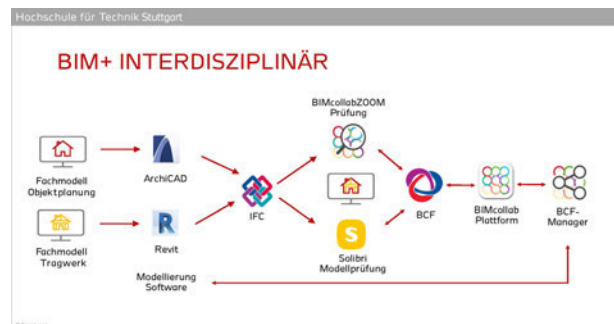 Hochschule für Technik Stuttgart
BIM+ INTERDISZIPLINÄR
BIMcollabZOOM
Prüfung
Fachmodell
Objektplanung
ArchiCAD
IFC
BCF
BIMcollab
Plattform
BCF-
Manager
Fachmodell
Tragwerk
R
Revit
S
Solibri
Modellprüfung
Modellierung
Software